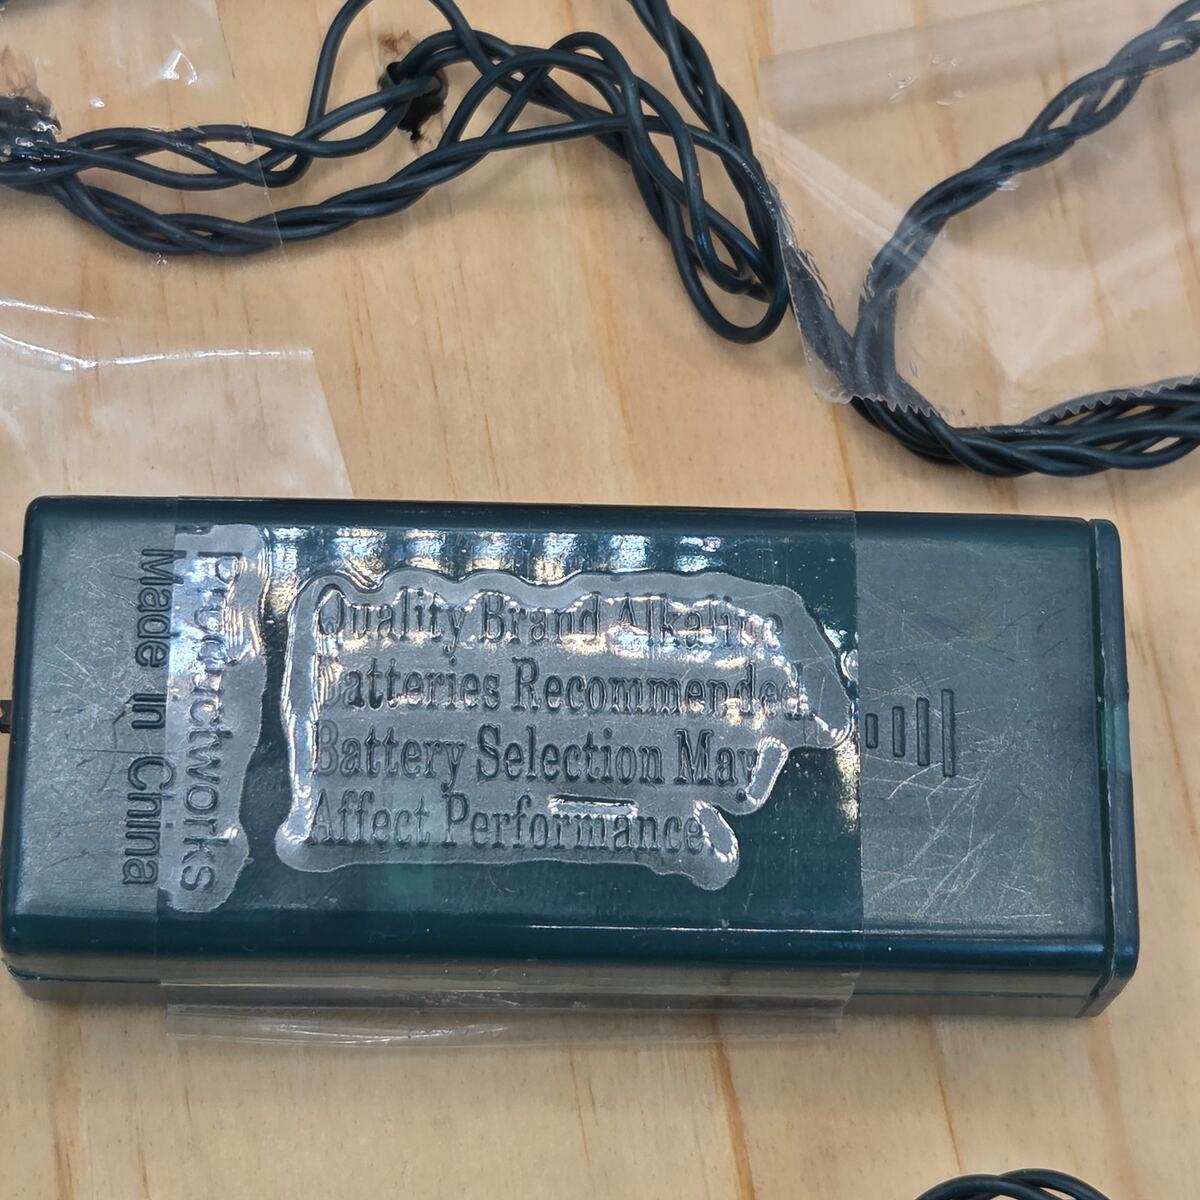 Quality Brand Alkaline
Batteries Recommended.
Battery Selection May
Affect Performance
Productworks
Made in China